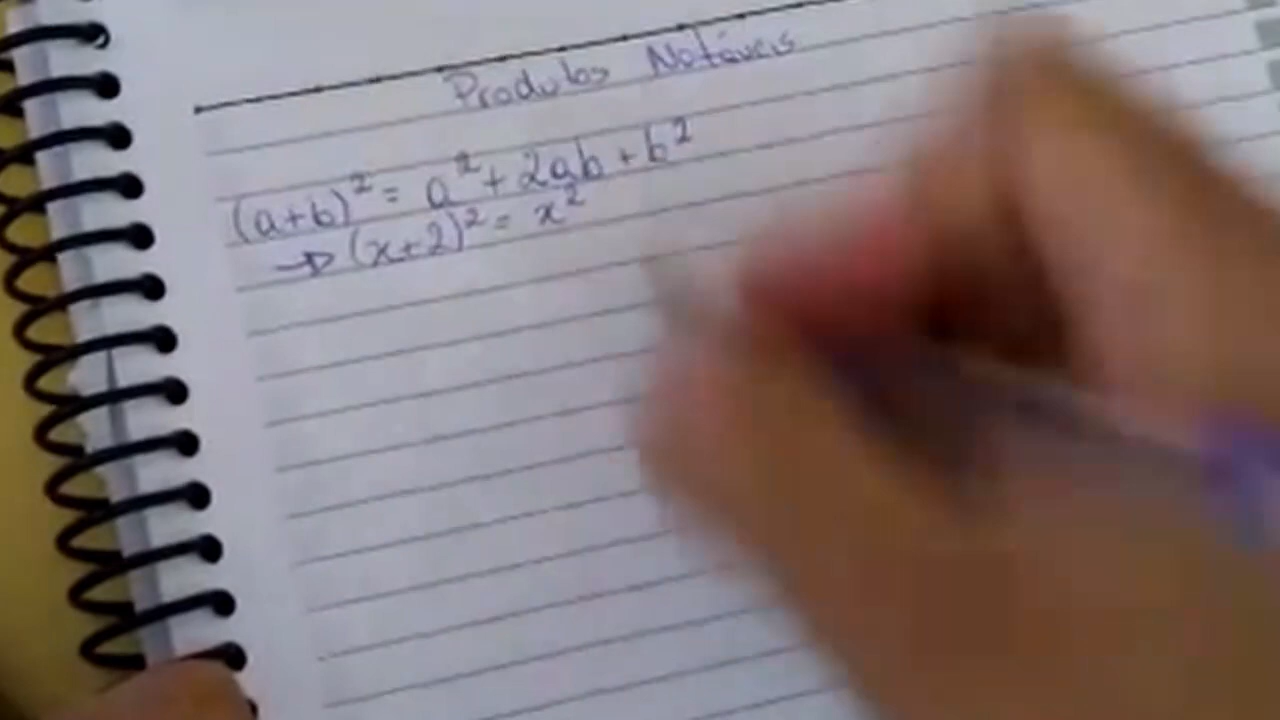 Produtos Notáveis
(a+b)² = a² + 2ab + b²
→ (x+2)² = x²